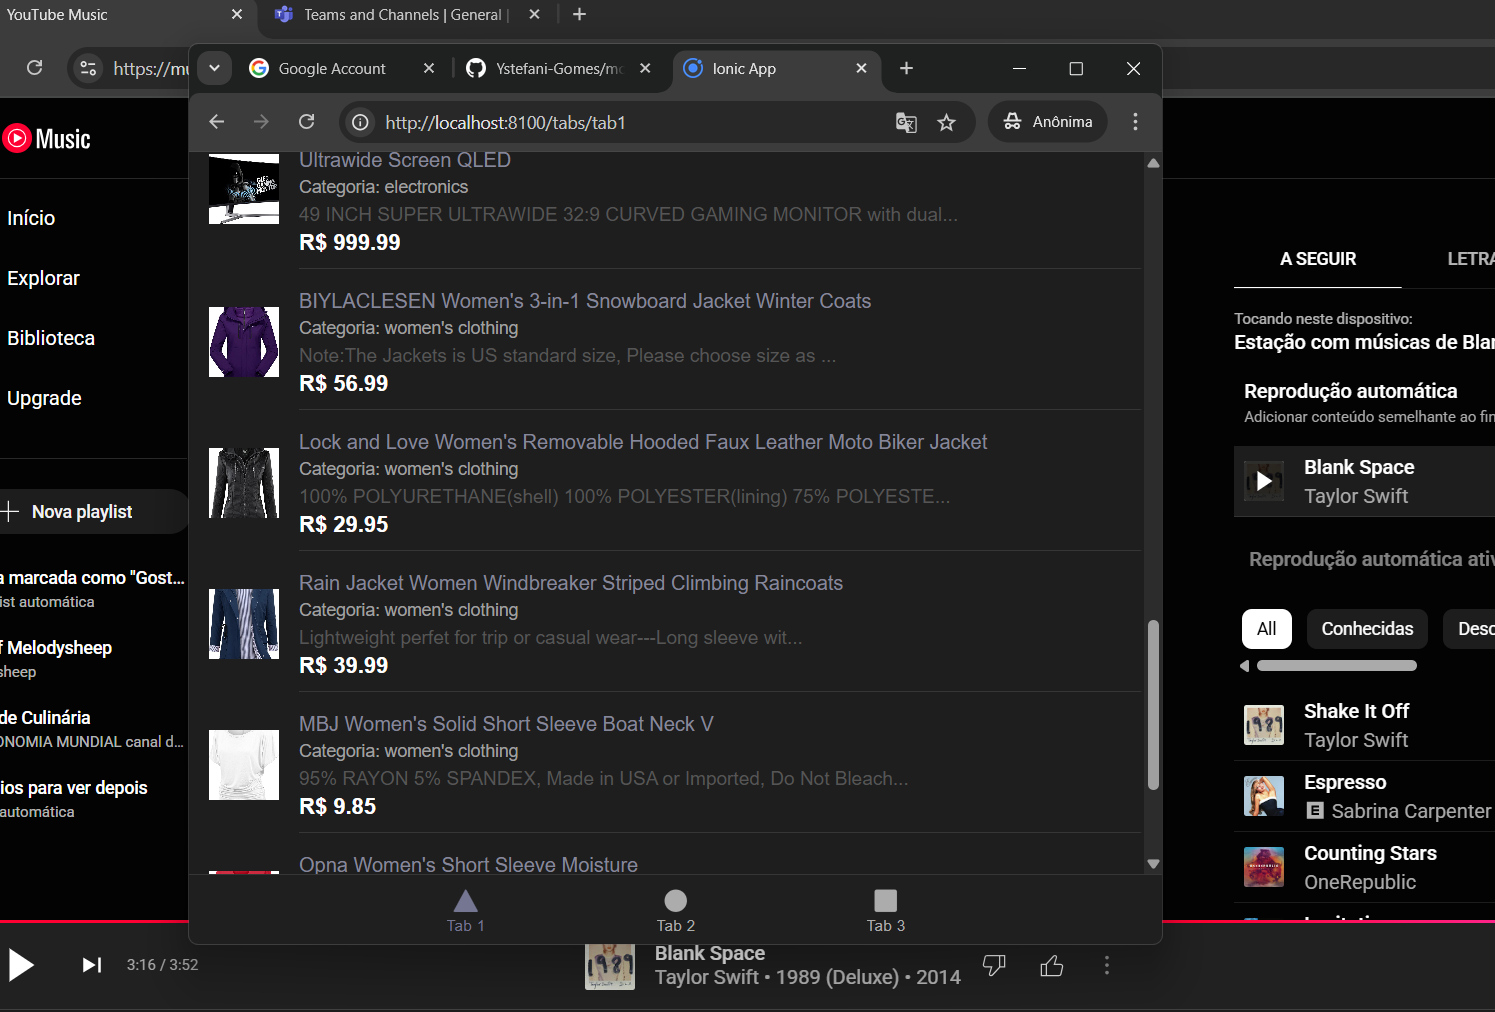 YouTube Music
Teams and Channels | General |
https://mu
Google Account
Ystefani-Gomes/mo
Ionic App
http://localhost:8100/tabs/tab1
Anônima
Music
Início
Explorar
Biblioteca
Upgrade
Nova playlist
a marcada como "Gost...
ist automática
f Melodysheep
sheep
de Culinária
ONOMIA MUNDIAL canal d...
ios para ver depois
automática
Ultrawide Screen QLED
Categoria: electronics
49 INCH SUPER ULTRAWIDE 32:9 CURVED GAMING MONITOR with dual...
R$ 999.99
BIYLACLESEN Women's 3-in-1 Snowboard Jacket Winter Coats
Categoria: women's clothing
Note:The Jackets is US standard size, Please choose size as ...
R$ 56.99
Lock and Love Women's Removable Hooded Faux Leather Moto Biker Jacket
Categoria: women's clothing
100% POLYURETHANE(shell) 100% POLYESTER(lining) 75% POLYESTE...
R$ 29.95
Rain Jacket Women Windbreaker Striped Climbing Raincoats
Categoria: women's clothing
Lightweight perfet for trip or casual wear---Long sleeve wit...
R$ 39.99
MBJ Women's Solid Short Sleeve Boat Neck V
Categoria: women's clothing
95% RAYON 5% SPANDEX, Made in USA or Imported, Do Not Bleach...
R$ 9.85
Opna Women's Short Sleeve Moisture
Tab 1
Tab 2
Tab 3
A SEGUIR
LETRA
Tocando neste dispositivo:
Estação com músicas de Blan
Reprodução automática
Adicionar conteúdo semelhante ao fin
Blank Space
Taylor Swift
Reprodução automática ativ
All
Conhecidas
Desc
Shake It Off
Taylor Swift
Espresso
E Sabrina Carpenter
Counting Stars
OneRepublic
3:16 / 3:52
Blank Space
Taylor Swift • 1989 (Deluxe) • 2014